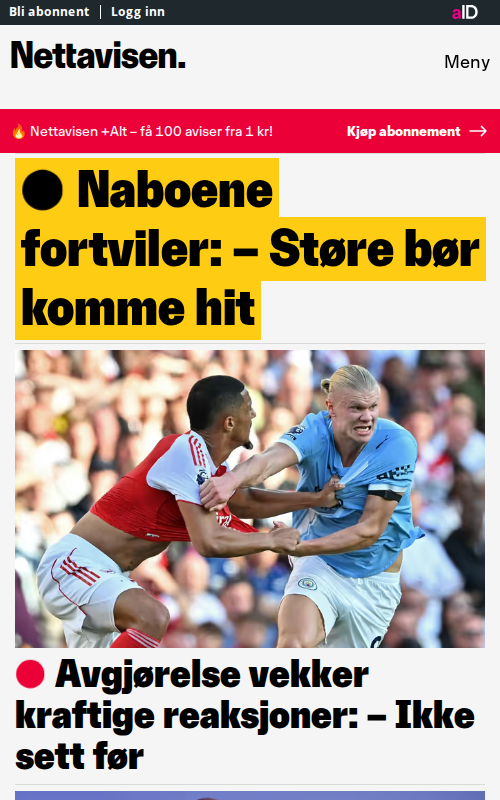 Bli abonnent | Logg inn
aID
Nettavisen.
Meny
🔥 Nettavisen +Alt – få 100 aviser fra 1 kr!
Kjøp abonnement →
Naboene
fortviler: – Støre bør
komme hit
Avgjørelse vekker
kraftige reaksjoner: – Ikke
sett før